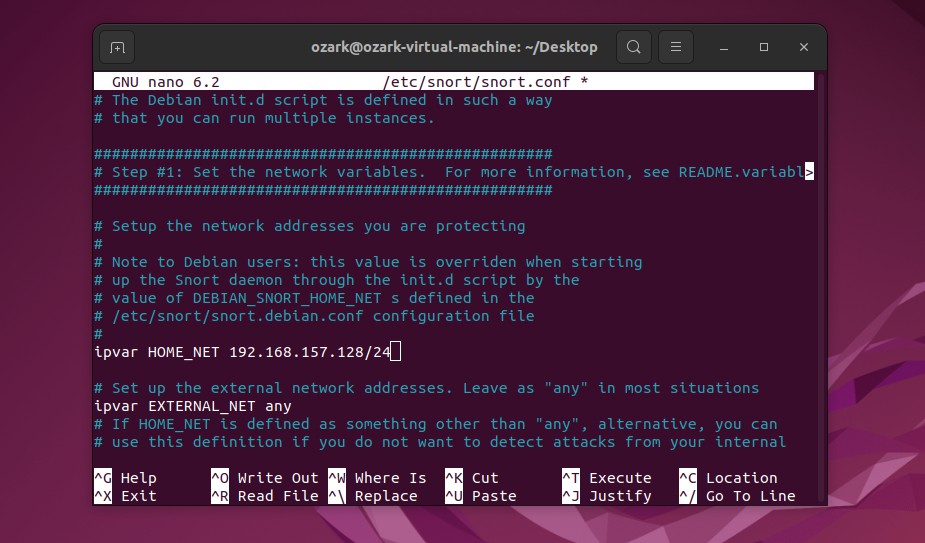 ozark@ozark-virtual-machine: ~/Desktop
GNU nano 6.2 /etc/snort/snort.conf *
# The Debian init.d script is defined in such a way
# that you can run multiple instances.
###################################################
# Step #1: Set the network variables.  For more information, see README.variabl>
###################################################
# Setup the network addresses you are protecting
#
# Note to Debian users: this value is overriden when starting
# up the Snort daemon through the init.d script by the
# value of DEBIAN_SNORT_HOME_NET s defined in the
# /etc/snort/snort.debian.conf configuration file
#
ipvar HOME_NET 192.168.157.128/24
# Set up the external network addresses. Leave as "any" in most situations
ipvar EXTERNAL_NET any
# If HOME_NET is defined as something other than "any", alternative, you can
# use this definition if you do not want to detect attacks from your internal
^G Help ^O Write Out ^W Where Is ^K Cut ^T Execute ^C Location
^X Exit ^R Read File ^\ Replace ^U Paste ^J Justify ^/ Go To Line